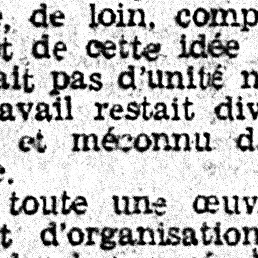 , de loin, comp
t de cette idée
ait pas d'unité n
avail restait div
et méconnu d
e.
toute une œuv
t d'organisation